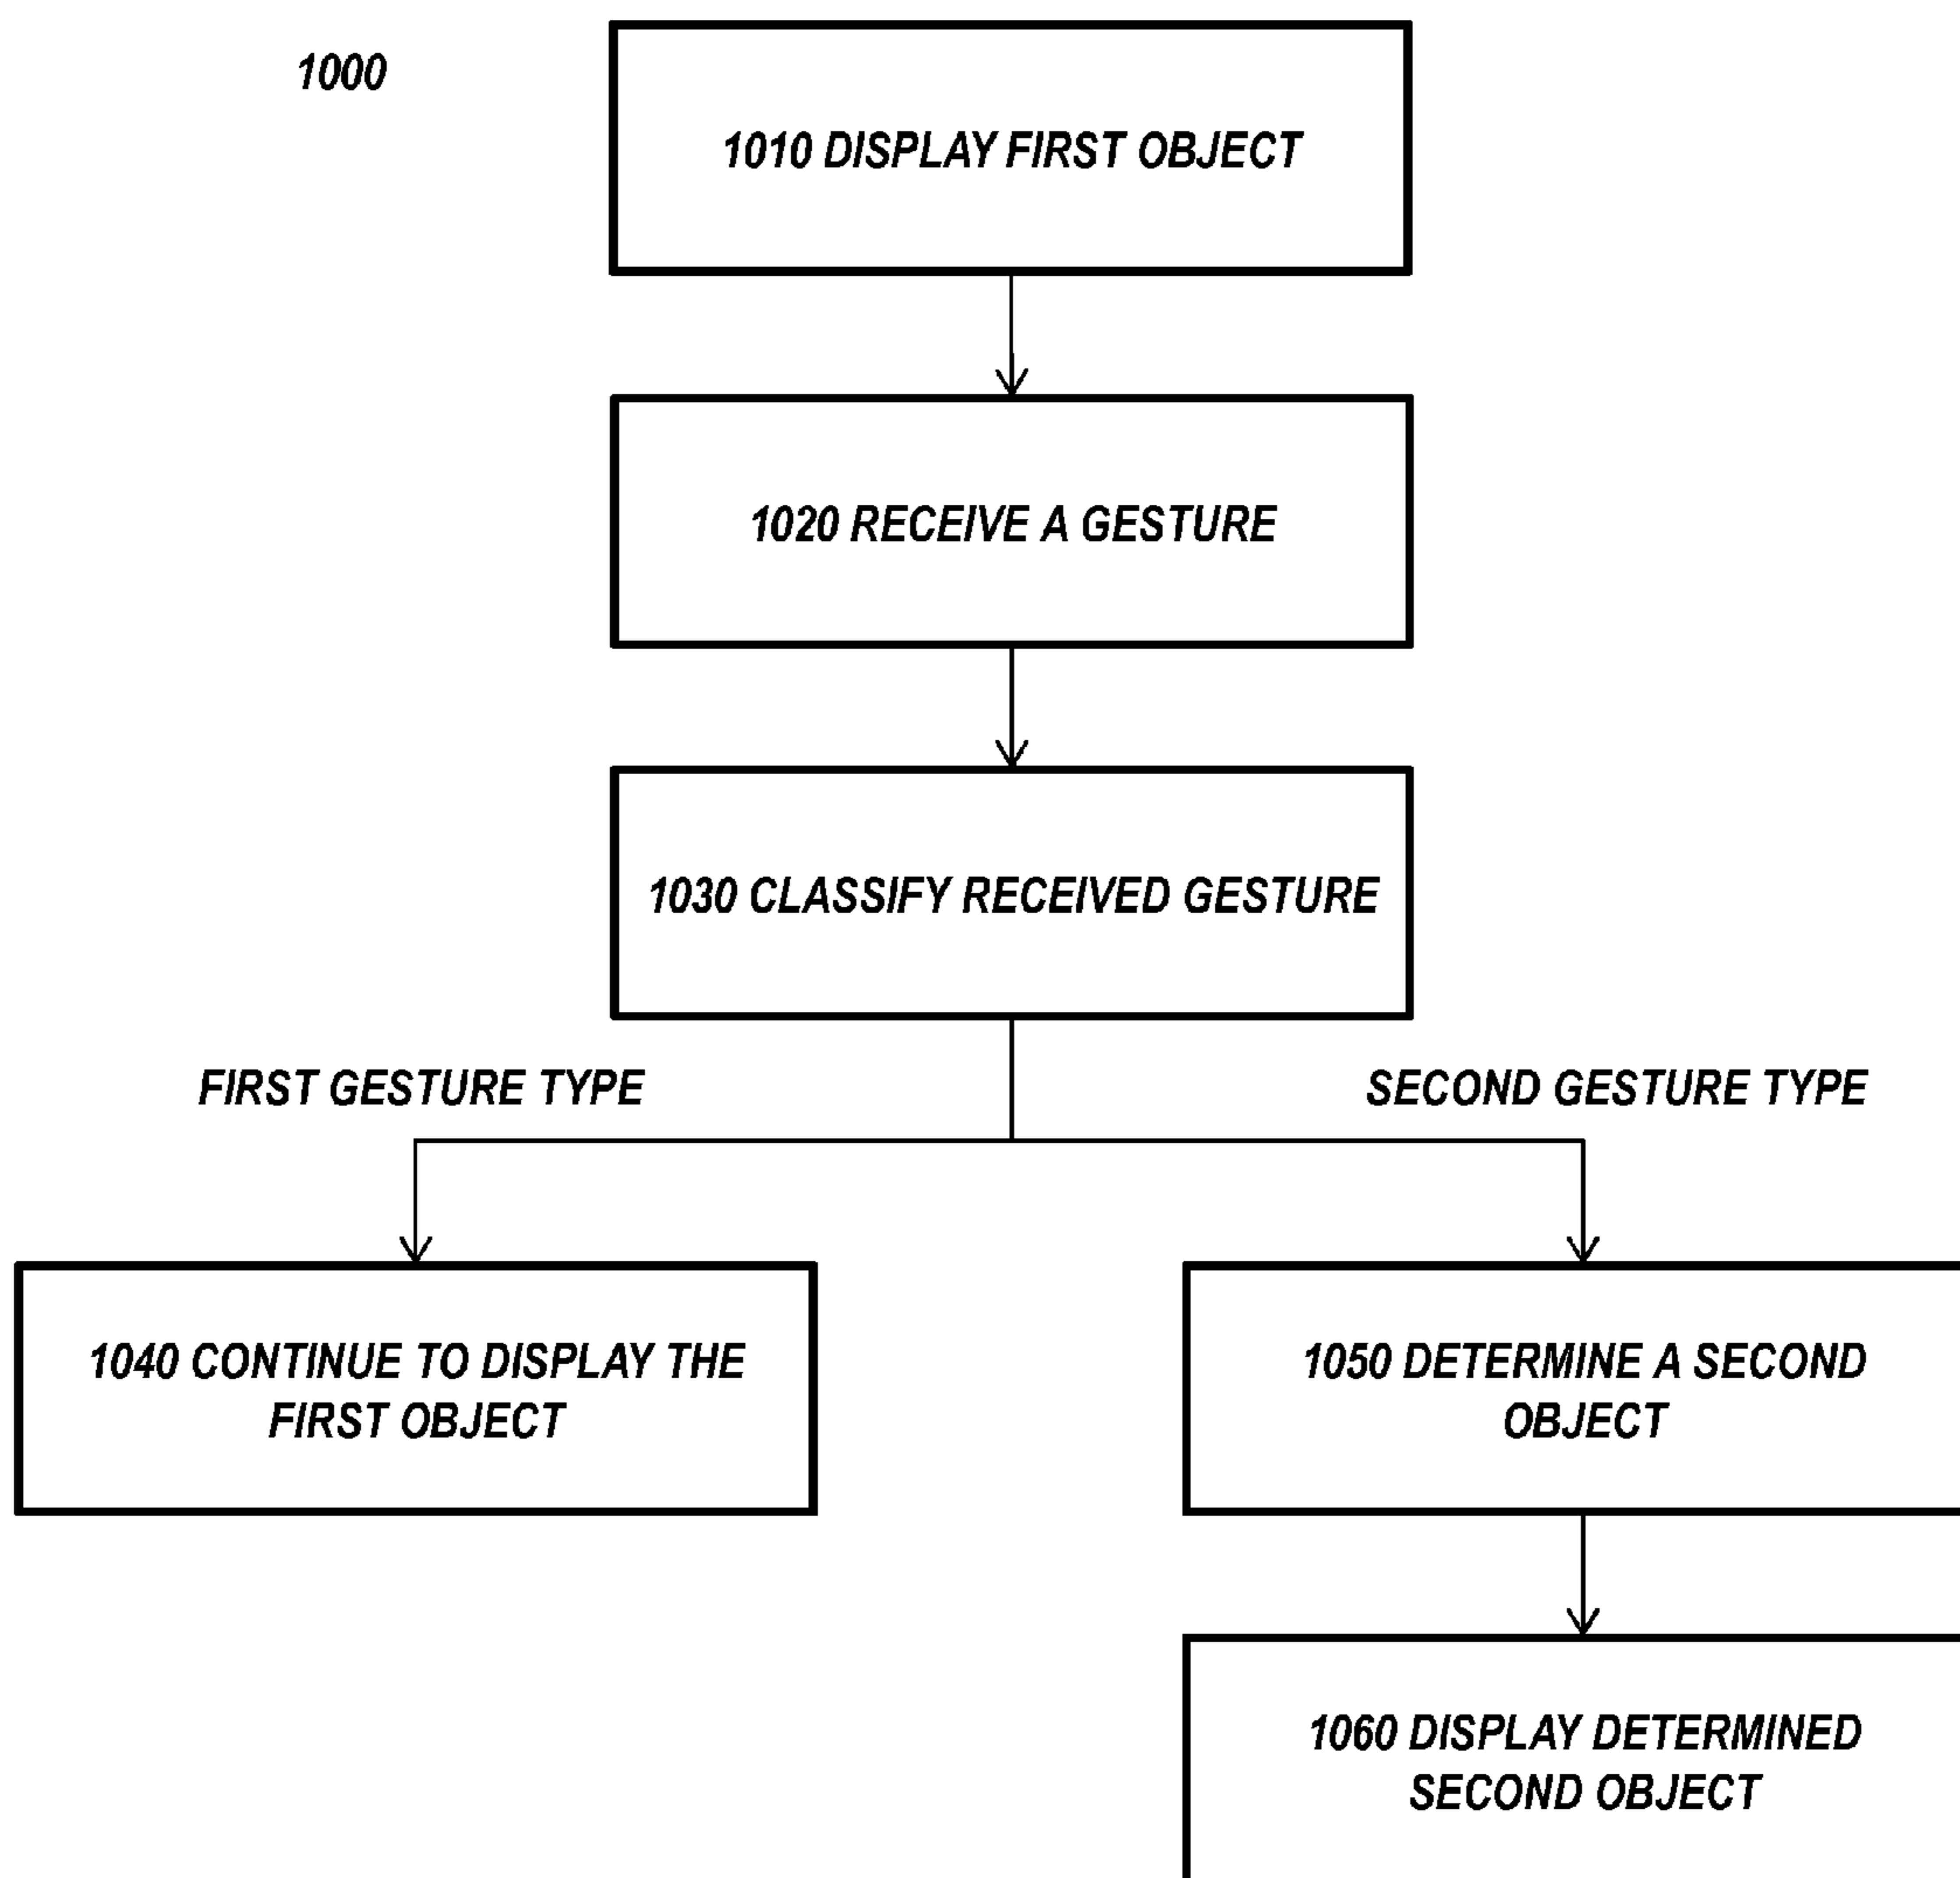 1000
1010 DISPLAY FIRST OBJECT
1020 RECEIVE A GESTURE
1030 CLASSIFY RECEIVED GESTURE
FIRST GESTURE TYPE
SECOND GESTURE TYPE
1040 CONTINUE TO DISPLAY THE
FIRST OBJECT
1050 DETERMINE A SECOND
OBJECT
1060 DISPLAY DETERMINED
SECOND OBJECT